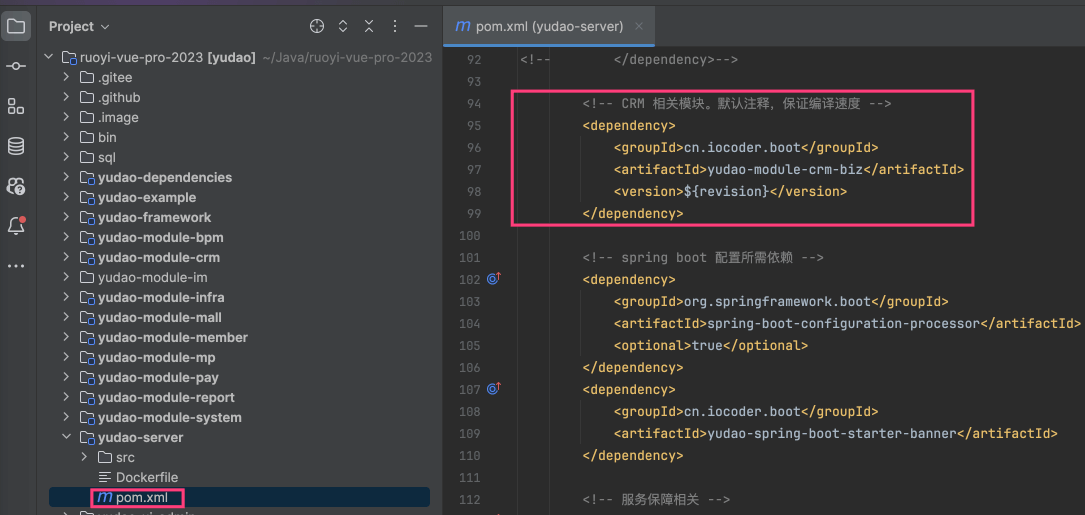 Project
ruoyi-vue-pro-2023 [yudao] ~/Java/ruoyi-vue-pro-2023
.gitee
.github
.image
bin
sql
yudao-dependencies
yudao-example
yudao-framework
yudao-module-bpm
yudao-module-crm
yudao-module-im
yudao-module-infra
yudao-module-mall
yudao-module-member
yudao-module-mp
yudao-module-pay
yudao-module-report
yudao-module-system
yudao-server
src
Dockerfile
m pom.xml
m pom.xml (yudao-server)
92 <!-- </dependency>-->
93
94 <!-- CRM 相关模块。默认注释，保证编译速度 -->
95 <dependency>
96 <groupId>cn.iocoder.boot</groupId>
97 <artifactId>yudao-module-crm-biz</artifactId>
98 <version>${revision}</version>
99 </dependency>
100
101 <!-- spring boot 配置所需依赖 -->
102 <dependency>
103 <groupId>org.springframework.boot</groupId>
104 <artifactId>spring-boot-configuration-processor</artifactId>
105 <optional>true</optional>
106 </dependency>
107 <dependency>
108 <groupId>cn.iocoder.boot</groupId>
109 <artifactId>yudao-spring-boot-starter-banner</artifactId>
110 </dependency>
111
112 <!-- 服务保障相关 -->